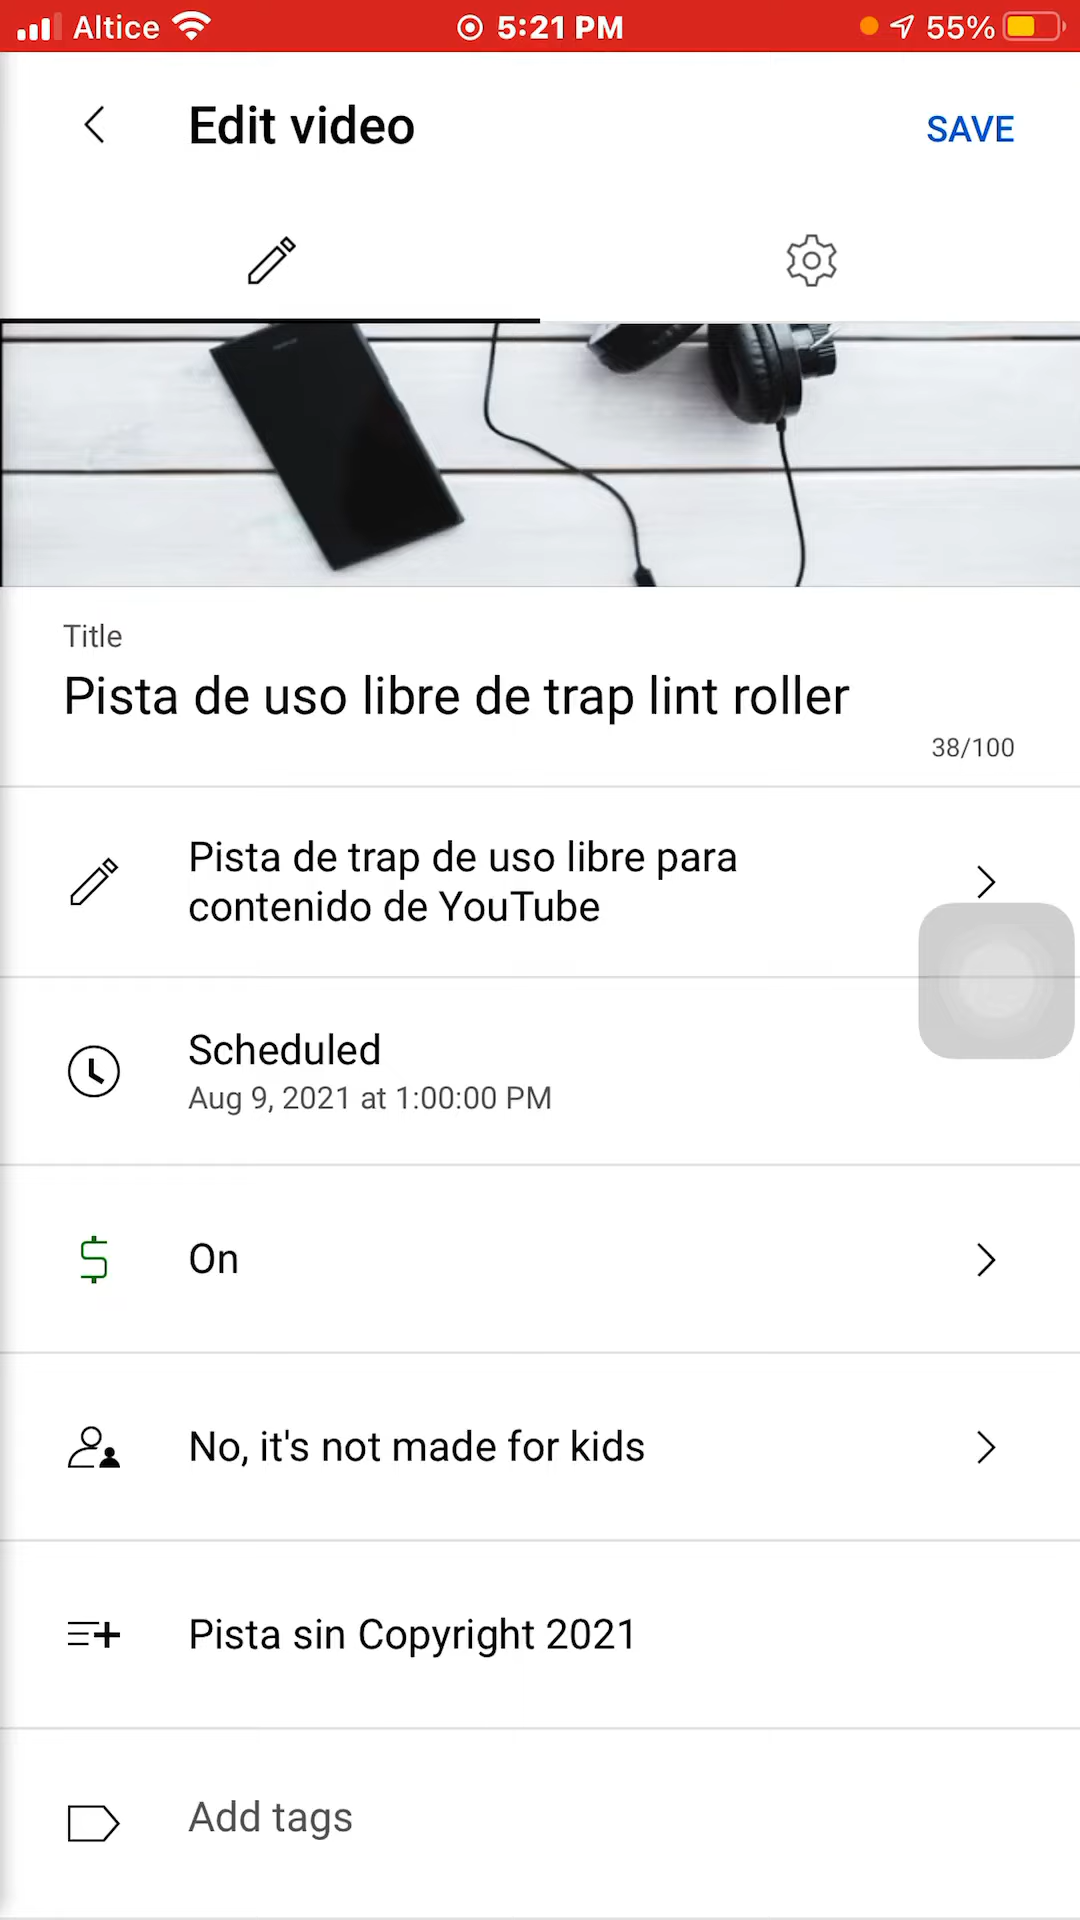 Altice 5:21 PM 55%
Edit video SAVE
Title
Pista de uso libre de trap lint roller
38/100
Pista de trap de uso libre para
contenido de YouTube
Scheduled
Aug 9, 2021 at 1:00:00 PM
On
No, it's not made for kids
Pista sin Copyright 2021
Add tags